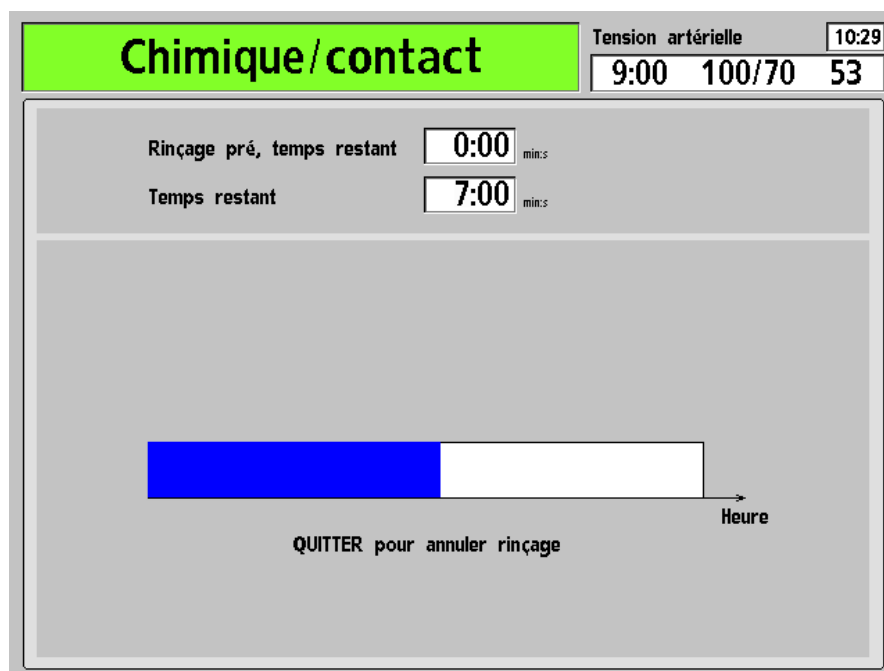 Chimique/contact
Tension artérielle 10:29
9:00 100/70 53
Rinçage pré, temps restant 0:00 min:s
Temps restant 7:00 min:s
Heure
QUITTER pour annuler rinçage